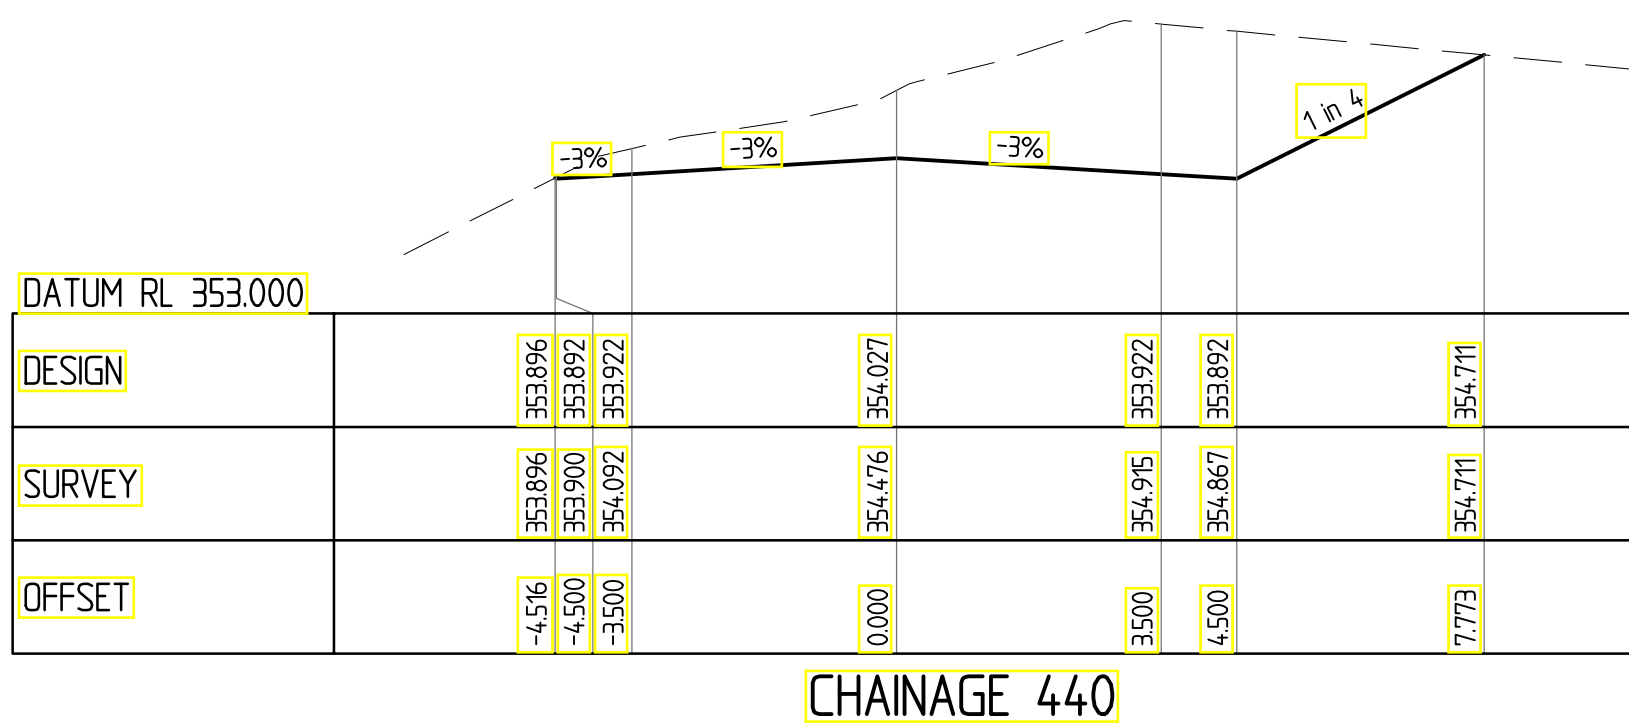 1 in 4
-3% -3% -3%
DATUM RL 353.000
DESIGN 353.896 353.892 353.922 354.027 353.922 353.892 354.711
SURVEY 353.896 353.900 354.092 354.476 354.915 354.867 354.711
OFFSET -4.516 -4.500 -3.500 0.000 3.500 4.500 7.773
CHAINAGE 440